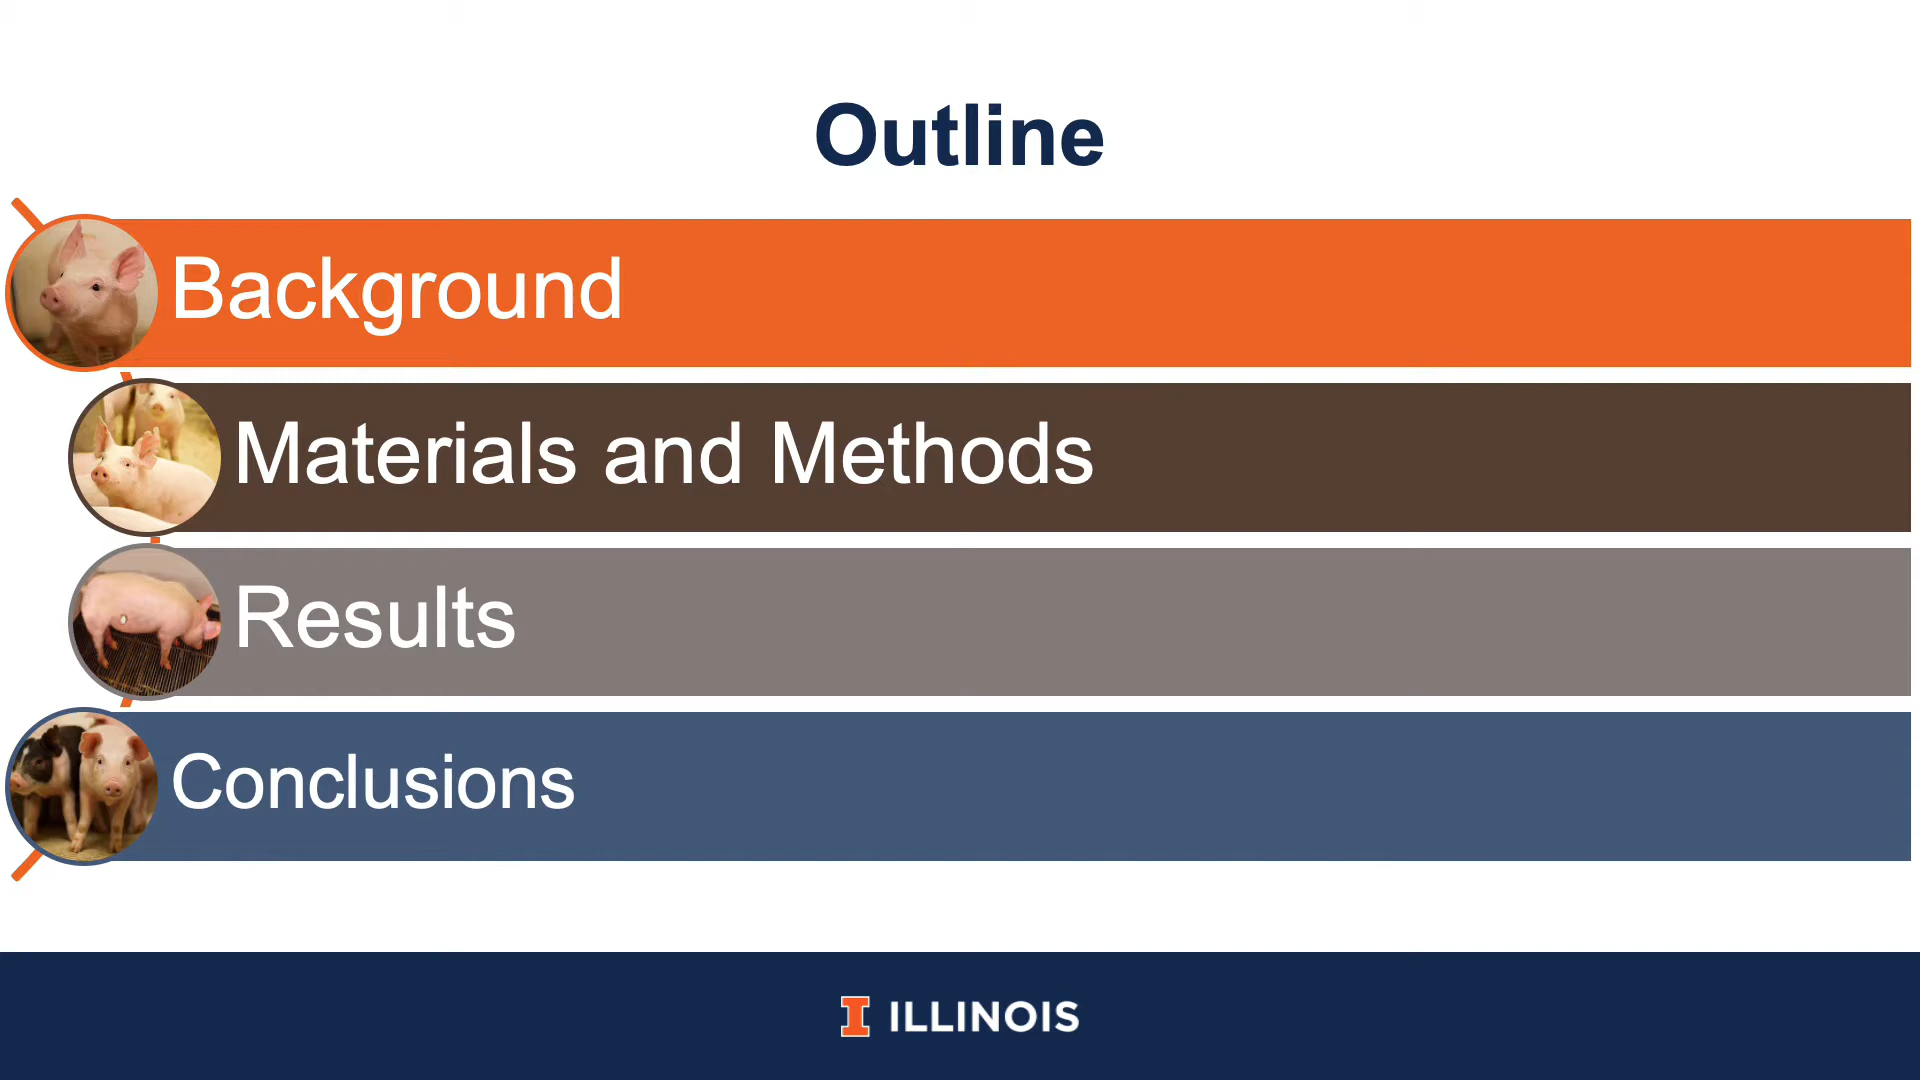 Outline
Background
Materials and Methods
Results
Conclusions
I ILLINOIS